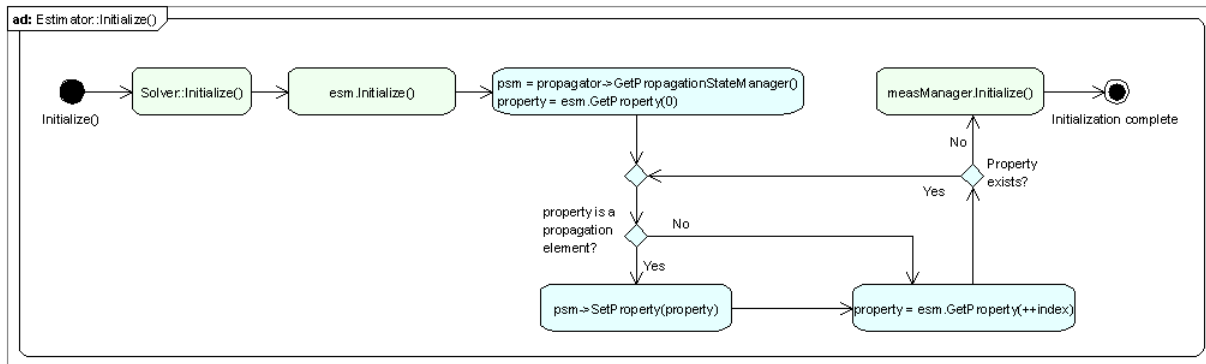 ad: Estimator::Initialize()
Initialize()
Solver::Initialize()
esm.Initialize()
psm = propagator->GetPropagationStateManager()
property = esm.GetProperty(0)
measManager.Initialize()
Initialization complete
No
Property
exists?
Yes
property is a
propagation
element?
No
Yes
psm->SetProperty(property)
property = esm.GetProperty(++index)